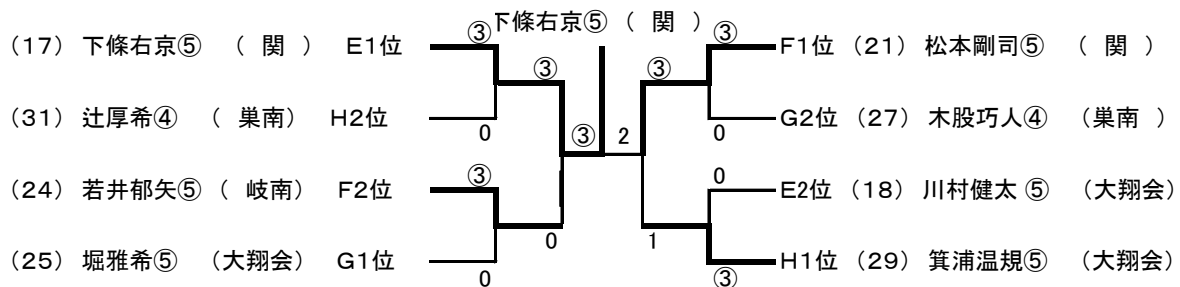 下條右京⑤ （ 関 ）
（17） 下條右京⑤ （ 関 ） E1位 ③ ③ F1位 （21） 松本剛司⑤ （ 関 ）
③ ③
（31） 辻厚希④ （ 巣南） H2位 0 0 G2位 （27） 木股巧人④ （巣南 ）
③ 2
（24） 若井郁矢⑤ （ 岐南） F2位 ③ 0 E2位 （18） 川村健太 ⑤ （大翔会）
0 1
（25） 堀雅希⑤ （大翔会） G1位 0 ③ H1位 （29） 箕浦温規⑤ （大翔会）